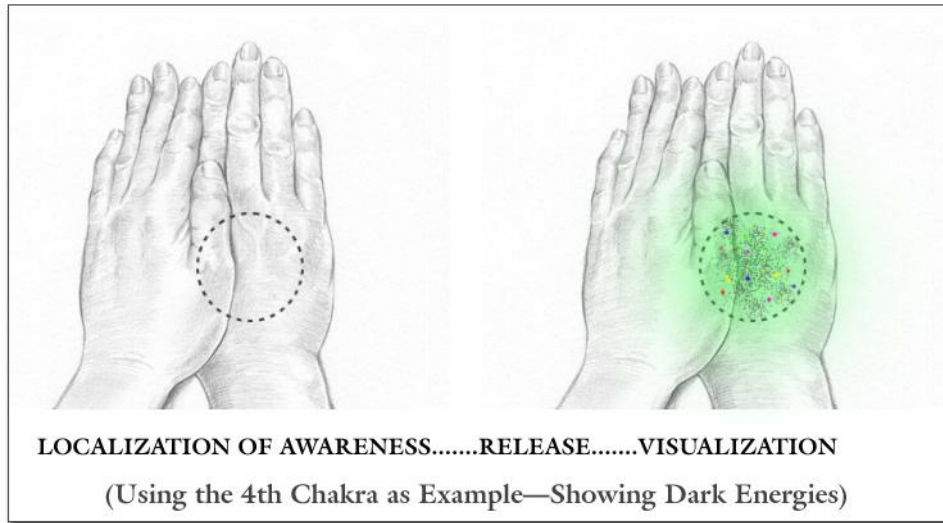 LOCALIZATION OF AWARENESS.......RELEASE.......VISUALIZATION
(Using the 4th Chakra as Example—Showing Dark Energies)